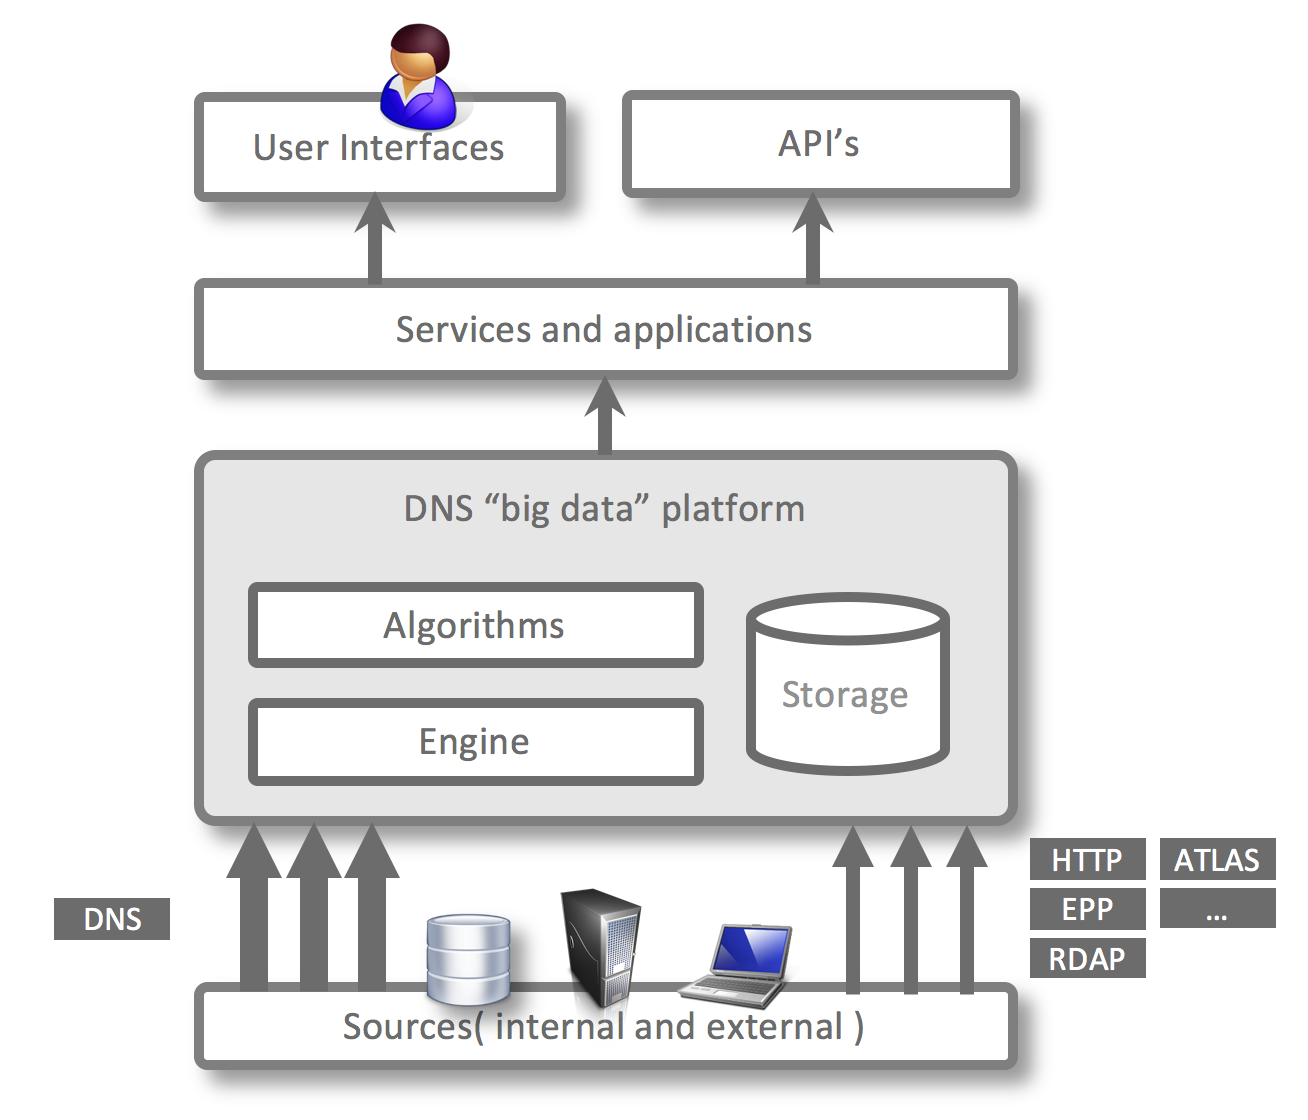 User Interfaces
API’s
Services and applications
DNS “big data” platform
Algorithms
Storage
Engine
HTTP
ATLAS
DNS
EPP
...
RDAP
Sources( internal and external )